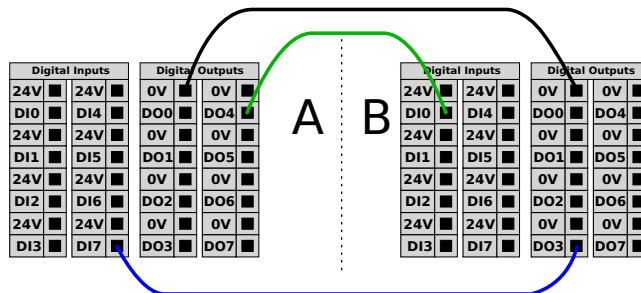 Digital Inputs Digital Outputs A B Digital Inputs Digital Outputs
24V 24V 0V 0V 24V 24V 0V 0V
DI0 DI4 DO0 DO4 DI0 DI4 DO0 DO4
24V 24V 0V 0V 24V 24V 0V 0V
DI1 DI5 DO1 DO5 DI1 DI5 DO1 DO5
24V 24V 0V 0V 24V 24V 0V 0V
DI2 DI6 DO2 DO6 DI2 DI6 DO2 DO6
24V 24V 0V 0V 24V 24V 0V 0V
DI3 DI7 DO3 DO7 DI3 DI7 DO3 DO7